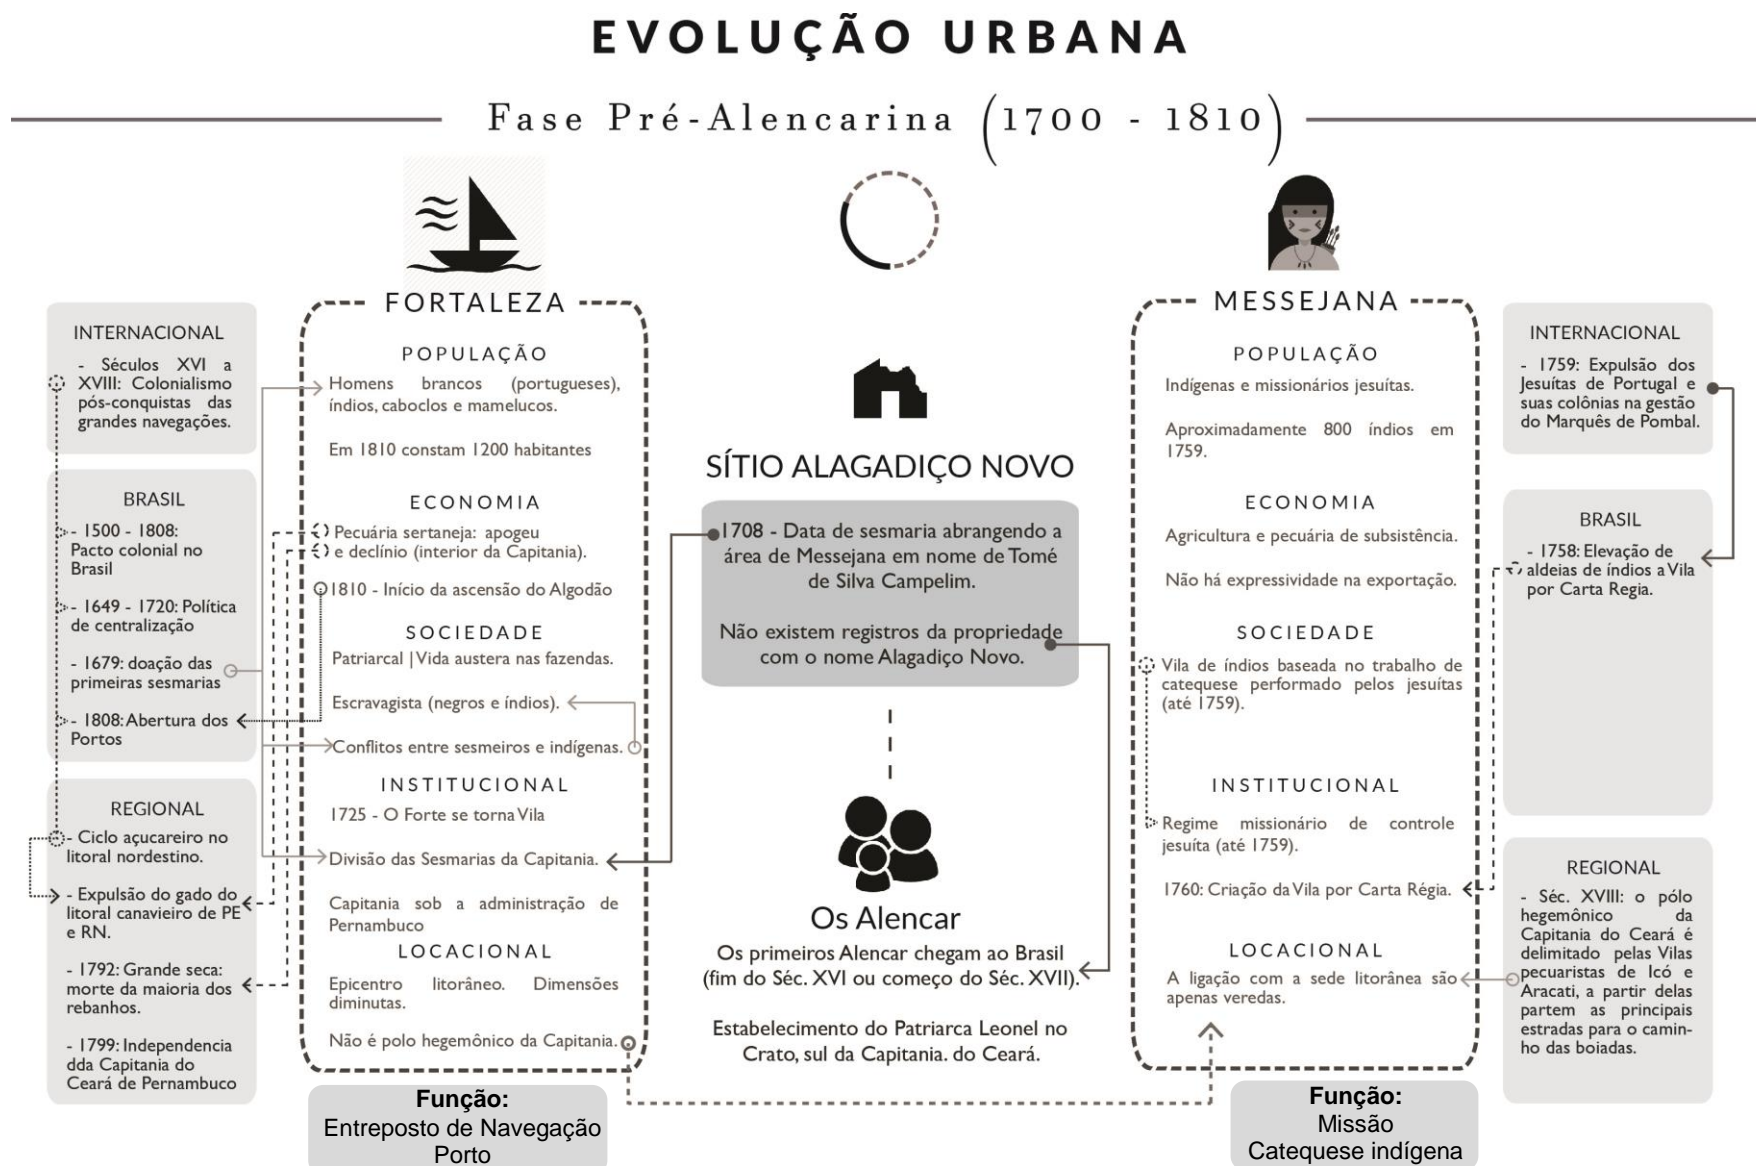 EVOLUÇÃO URBANA
Fase Pré-Alencarina (1700 - 1810)
INTERNACIONAL
- Séculos XVI a
XVIII: Colonialismo
pós-conquistas das
grandes navegações.
BRASIL
- 1500 - 1808:
Pacto colonial no
Brasil
- 1649 - 1720: Política
de centralização
- 1679: doação das
primeiras sesmarias
- 1808: Abertura dos
Portos
REGIONAL
- Ciclo açucareiro no
litoral nordestino.
- Expulsão do gado do
litoral canavieiro de PE
e RN.
- 1792: Grande seca:
morte da maioria dos
rebanhos.
- 1799: Independencia
dda Capitania do
Ceará de Pernambuco
FORTALEZA
POPULAÇÃO
Homens brancos (portugueses),
índios, caboclos e mamelucos.
Em 1810 constam 1200 habitantes
ECONOMIA
Pecuária sertaneja: apogeu
e declínio (interior da Capitania).
1810 - Início da ascensão do Algodão
SOCIEDADE
Patriarcal | Vida austera nas fazendas.
Escravagista (negros e índios).
Conflitos entre sesmeiros e indígenas.
INSTITUCIONAL
1725 - O Forte se torna Vila
Divisão das Sesmarias da Capitania.
Capitania sob a administração de
Pernambuco
LOCACIONAL
Epicentro litorâneo. Dimensões
diminutas.
Não é polo hegemônico da Capitania.
Função:
Entreposto de Navegação
Porto
SÍTIO ALAGADIÇO NOVO
1708 - Data de sesmaria abrangendo a
área de Messejana em nome de Tomé
de Silva Campelim.
Não existem registros da propriedade
com o nome Alagadiço Novo.
Os Alencar
Os primeiros Alencar chegam ao Brasil
(fim do Séc. XVI ou começo do Séc. XVII).
Estabelecimento do Patriarca Leonel no
Crato, sul da Capitania. do Ceará.
MESSEJANA
POPULAÇÃO
Indígenas e missionários jesuítas.
Aproximadamente 800 índios em
1759.
ECONOMIA
Agricultura e pecuária de subsistência.
Não há expressividade na exportação.
SOCIEDADE
Vila de índios baseada no trabalho de
catequese performado pelos jesuítas
(até 1759).
INSTITUCIONAL
Regime missionário de controle
jesuíta (até 1759).
1760: Criação da Vila por Carta Régia.
LOCACIONAL
A ligação com a sede litorânea são
apenas veredas.
Função:
Missão
Catequese indígena
INTERNACIONAL
- 1759: Expulsão dos
Jesuítas de Portugal e
suas colônias na gestão
do Marquês de Pombal.
BRASIL
- 1758: Elevação de
aldeias de índios a Vila
por Carta Regia.
REGIONAL
- Séc. XVIII: o pólo
hegemônico da
Capitania do Ceará é
delimitado pelas Vilas
pecuaristas de Icó e
Aracati, a partir delas
partem as principais
estradas para o camin-
ho das boiadas.